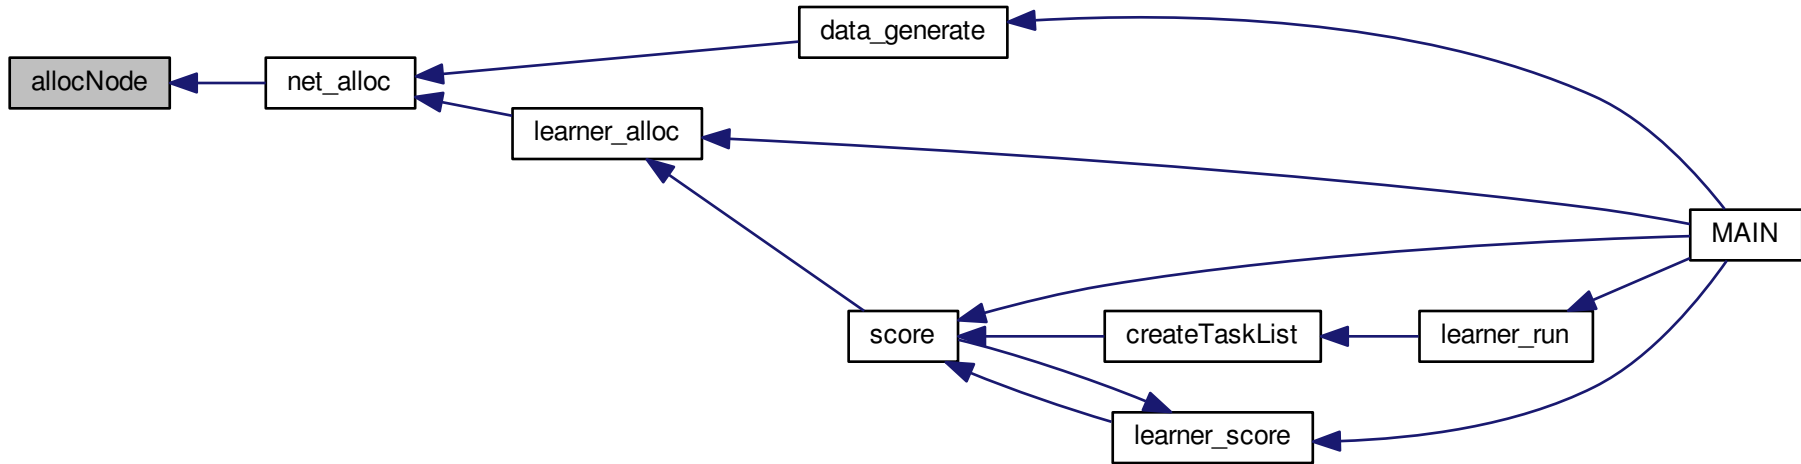 data_generate
allocNode
net_alloc
learner_alloc
MAIN
score
createTaskList
learner_run
learner_score